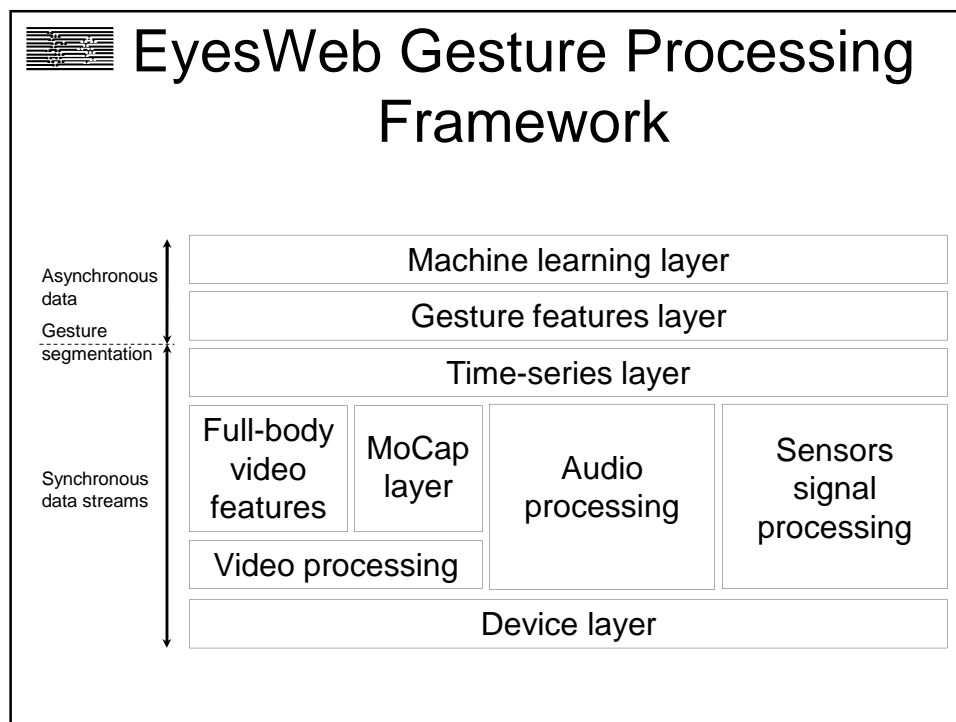 EyesWeb Gesture Processing
Framework
Asynchronous
data
Gesture
segmentation
Synchronous
data streams
Machine learning layer
Gesture features layer
Time-series layer
Full-body
video
features
MoCap
layer
Audio
processing
Sensors
signal
processing
Video processing
Device layer